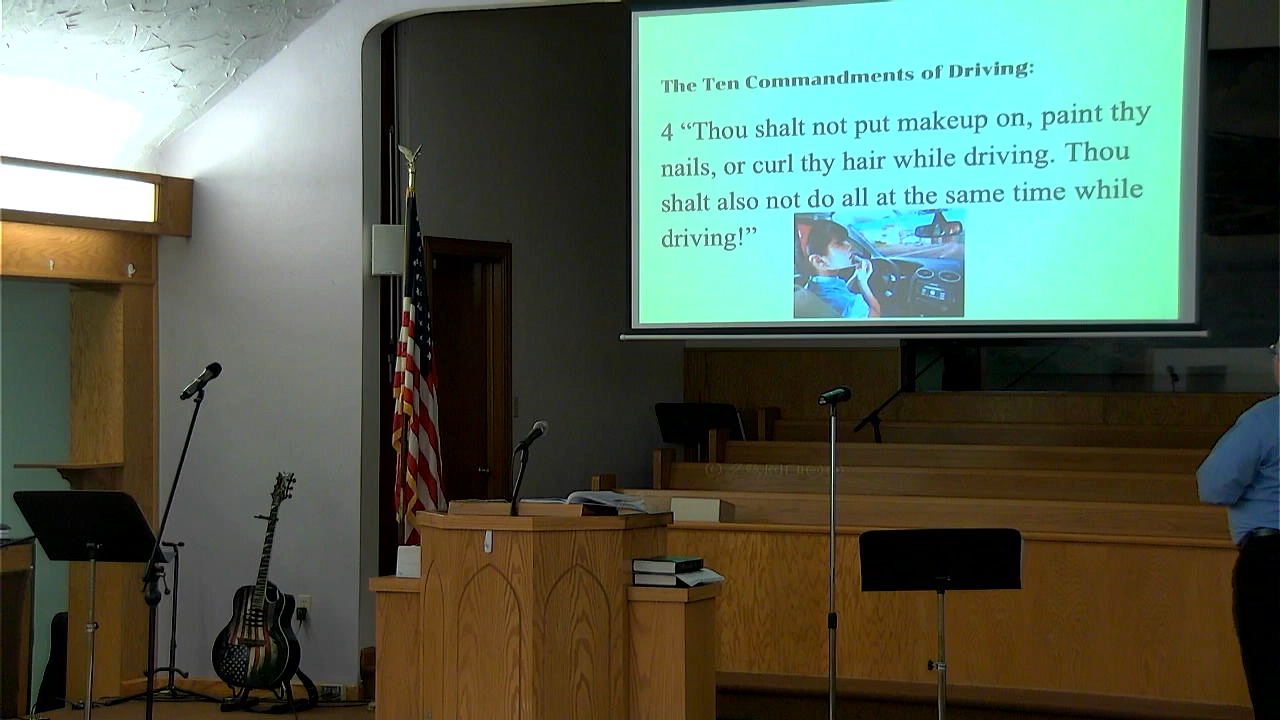 The Ten Commandments of Driving:
4 “Thou shalt not put makeup on, paint thy
nails, or curl thy hair while driving. Thou
shalt also not do all at the same time while
driving!”